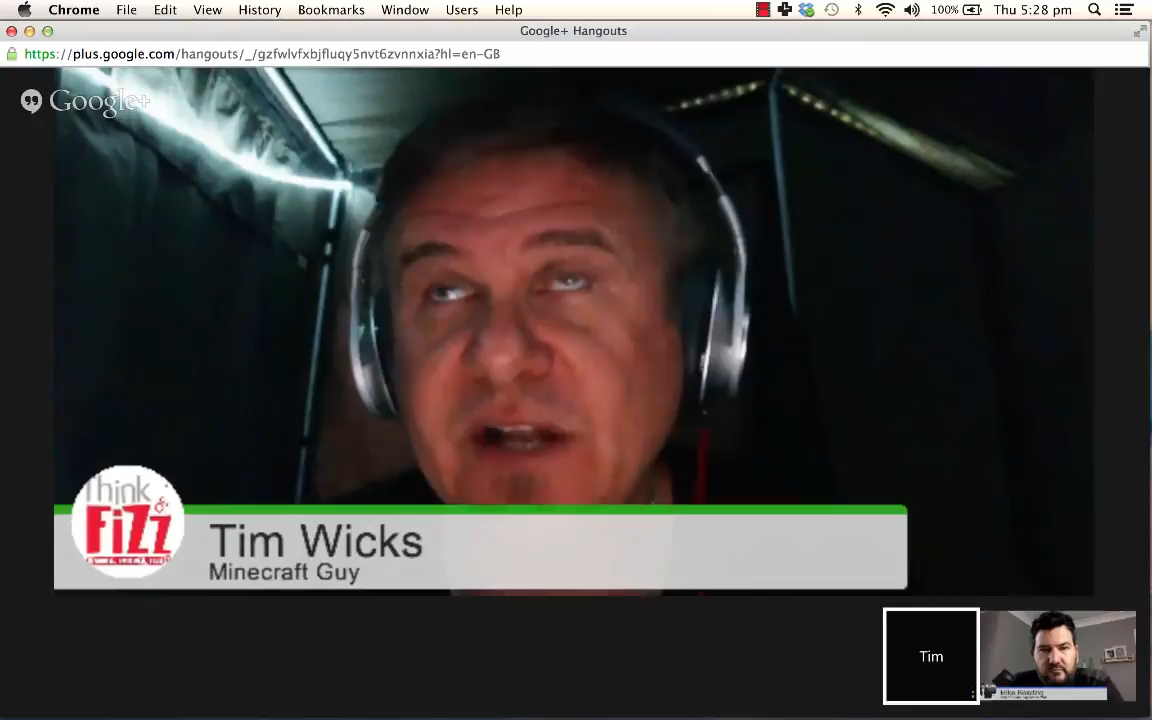 Chrome File Edit View History Bookmarks Window Users Help 100% Thu 5:28 pm
Google+ Hangouts
https://plus.google.com/hangouts/_/gzfwlvfxbjfluqy5nvt6zvnnxia?hl=en-GB
Google+
Think
FiZZ
Tim Wicks
Minecraft Guy
Tim